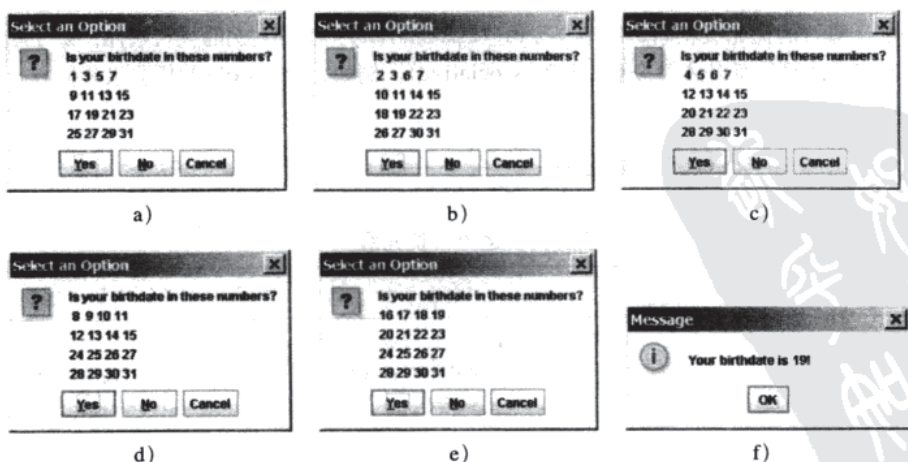 Select an Option
Is your birthdate in these numbers?
1 3 5 7
9 11 13 15
17 19 21 23
25 27 29 31
Yes No Cancel
a)
Select an Option
Is your birthdate in these numbers?
2 3 6 7
10 11 14 15
18 19 22 23
26 27 30 31
Yes No Cancel
b)
Select an Option
Is your birthdate in these numbers?
4 5 6 7
12 13 14 15
20 21 22 23
28 29 30 31
Yes No Cancel
c)
Select an Option
Is your birthdate in these numbers?
8 9 10 11
12 13 14 15
24 25 26 27
28 29 30 31
Yes No Cancel
d)
Select an Option
Is your birthdate in these numbers?
16 17 18 19
20 21 22 23
24 25 26 27
28 29 30 31
Yes No Cancel
e)
Message
Your birthdate is 19!
OK
f)